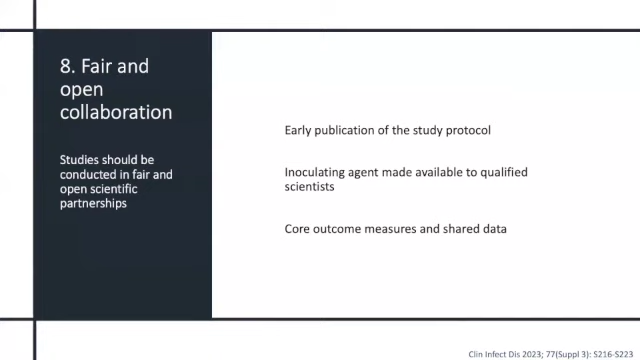 8. Fair and
open
collaboration
Studies should be
conducted in fair and
open scientific
partnerships
Early publication of the study protocol
Inoculating agent made available to qualified
scientists
Core outcome measures and shared data
Clin Infect Dis 2023; 77(Suppl 3): S216-S223